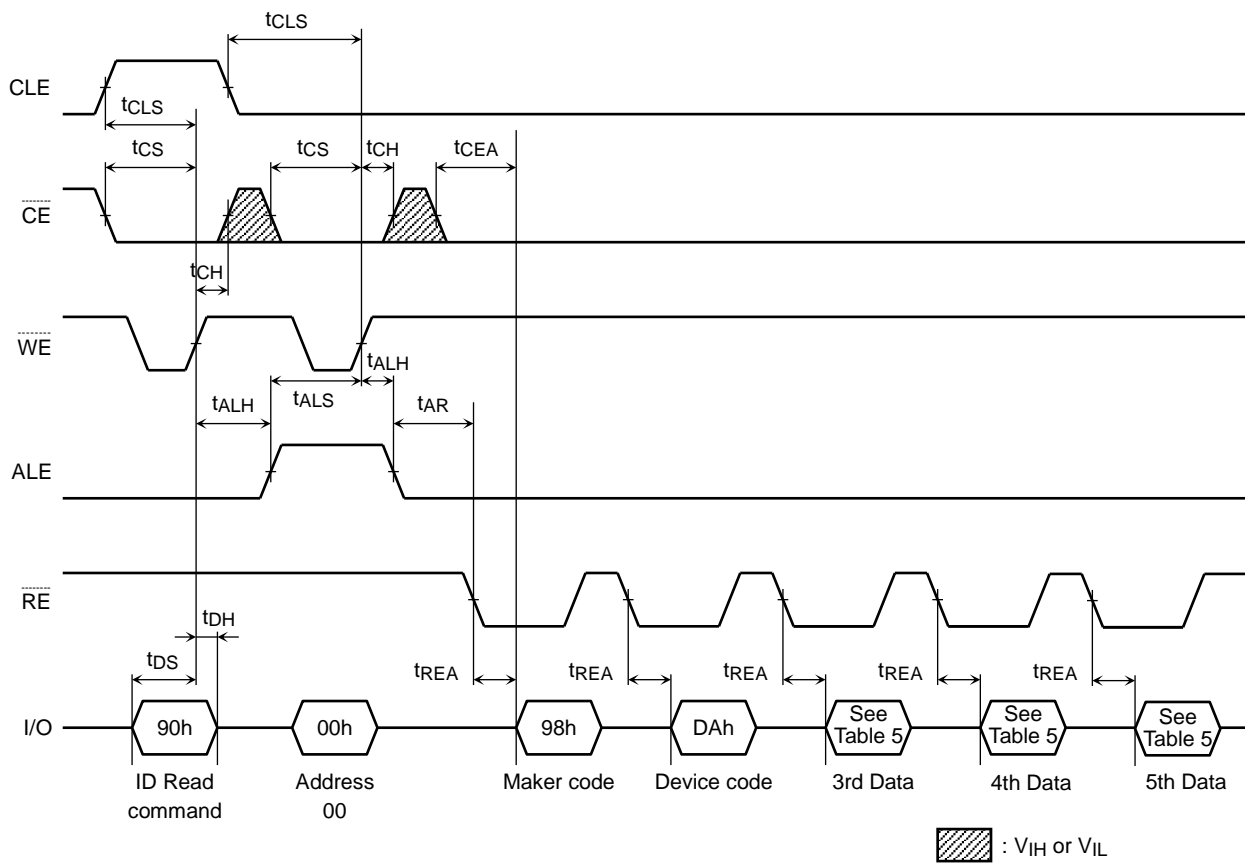 tCLS
CLE
tCLS
tCS
tCS
tCH
tCEA
CE
tCH
WE
tALH
tALH
tALS
tAR
ALE
RE
tDH
tDS
tREA
tREA
tREA
tREA
tREA
I/O
90h
00h
98h
DAh
See
Table 5
See
Table 5
See
Table 5
ID Read
command
Address
00
Maker code
Device code
3rd Data
4th Data
5th Data
: VIH or VIL